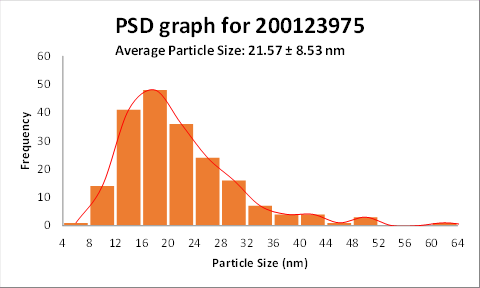 PSD graph for 200123975
Average Particle Size: 21.57 ± 8.53 nm
60
50
40
30
20
10
0
Frequency
4 8 12 16 20 24 28 32 36 40 44 48 52 56 60 64
Particle Size (nm)